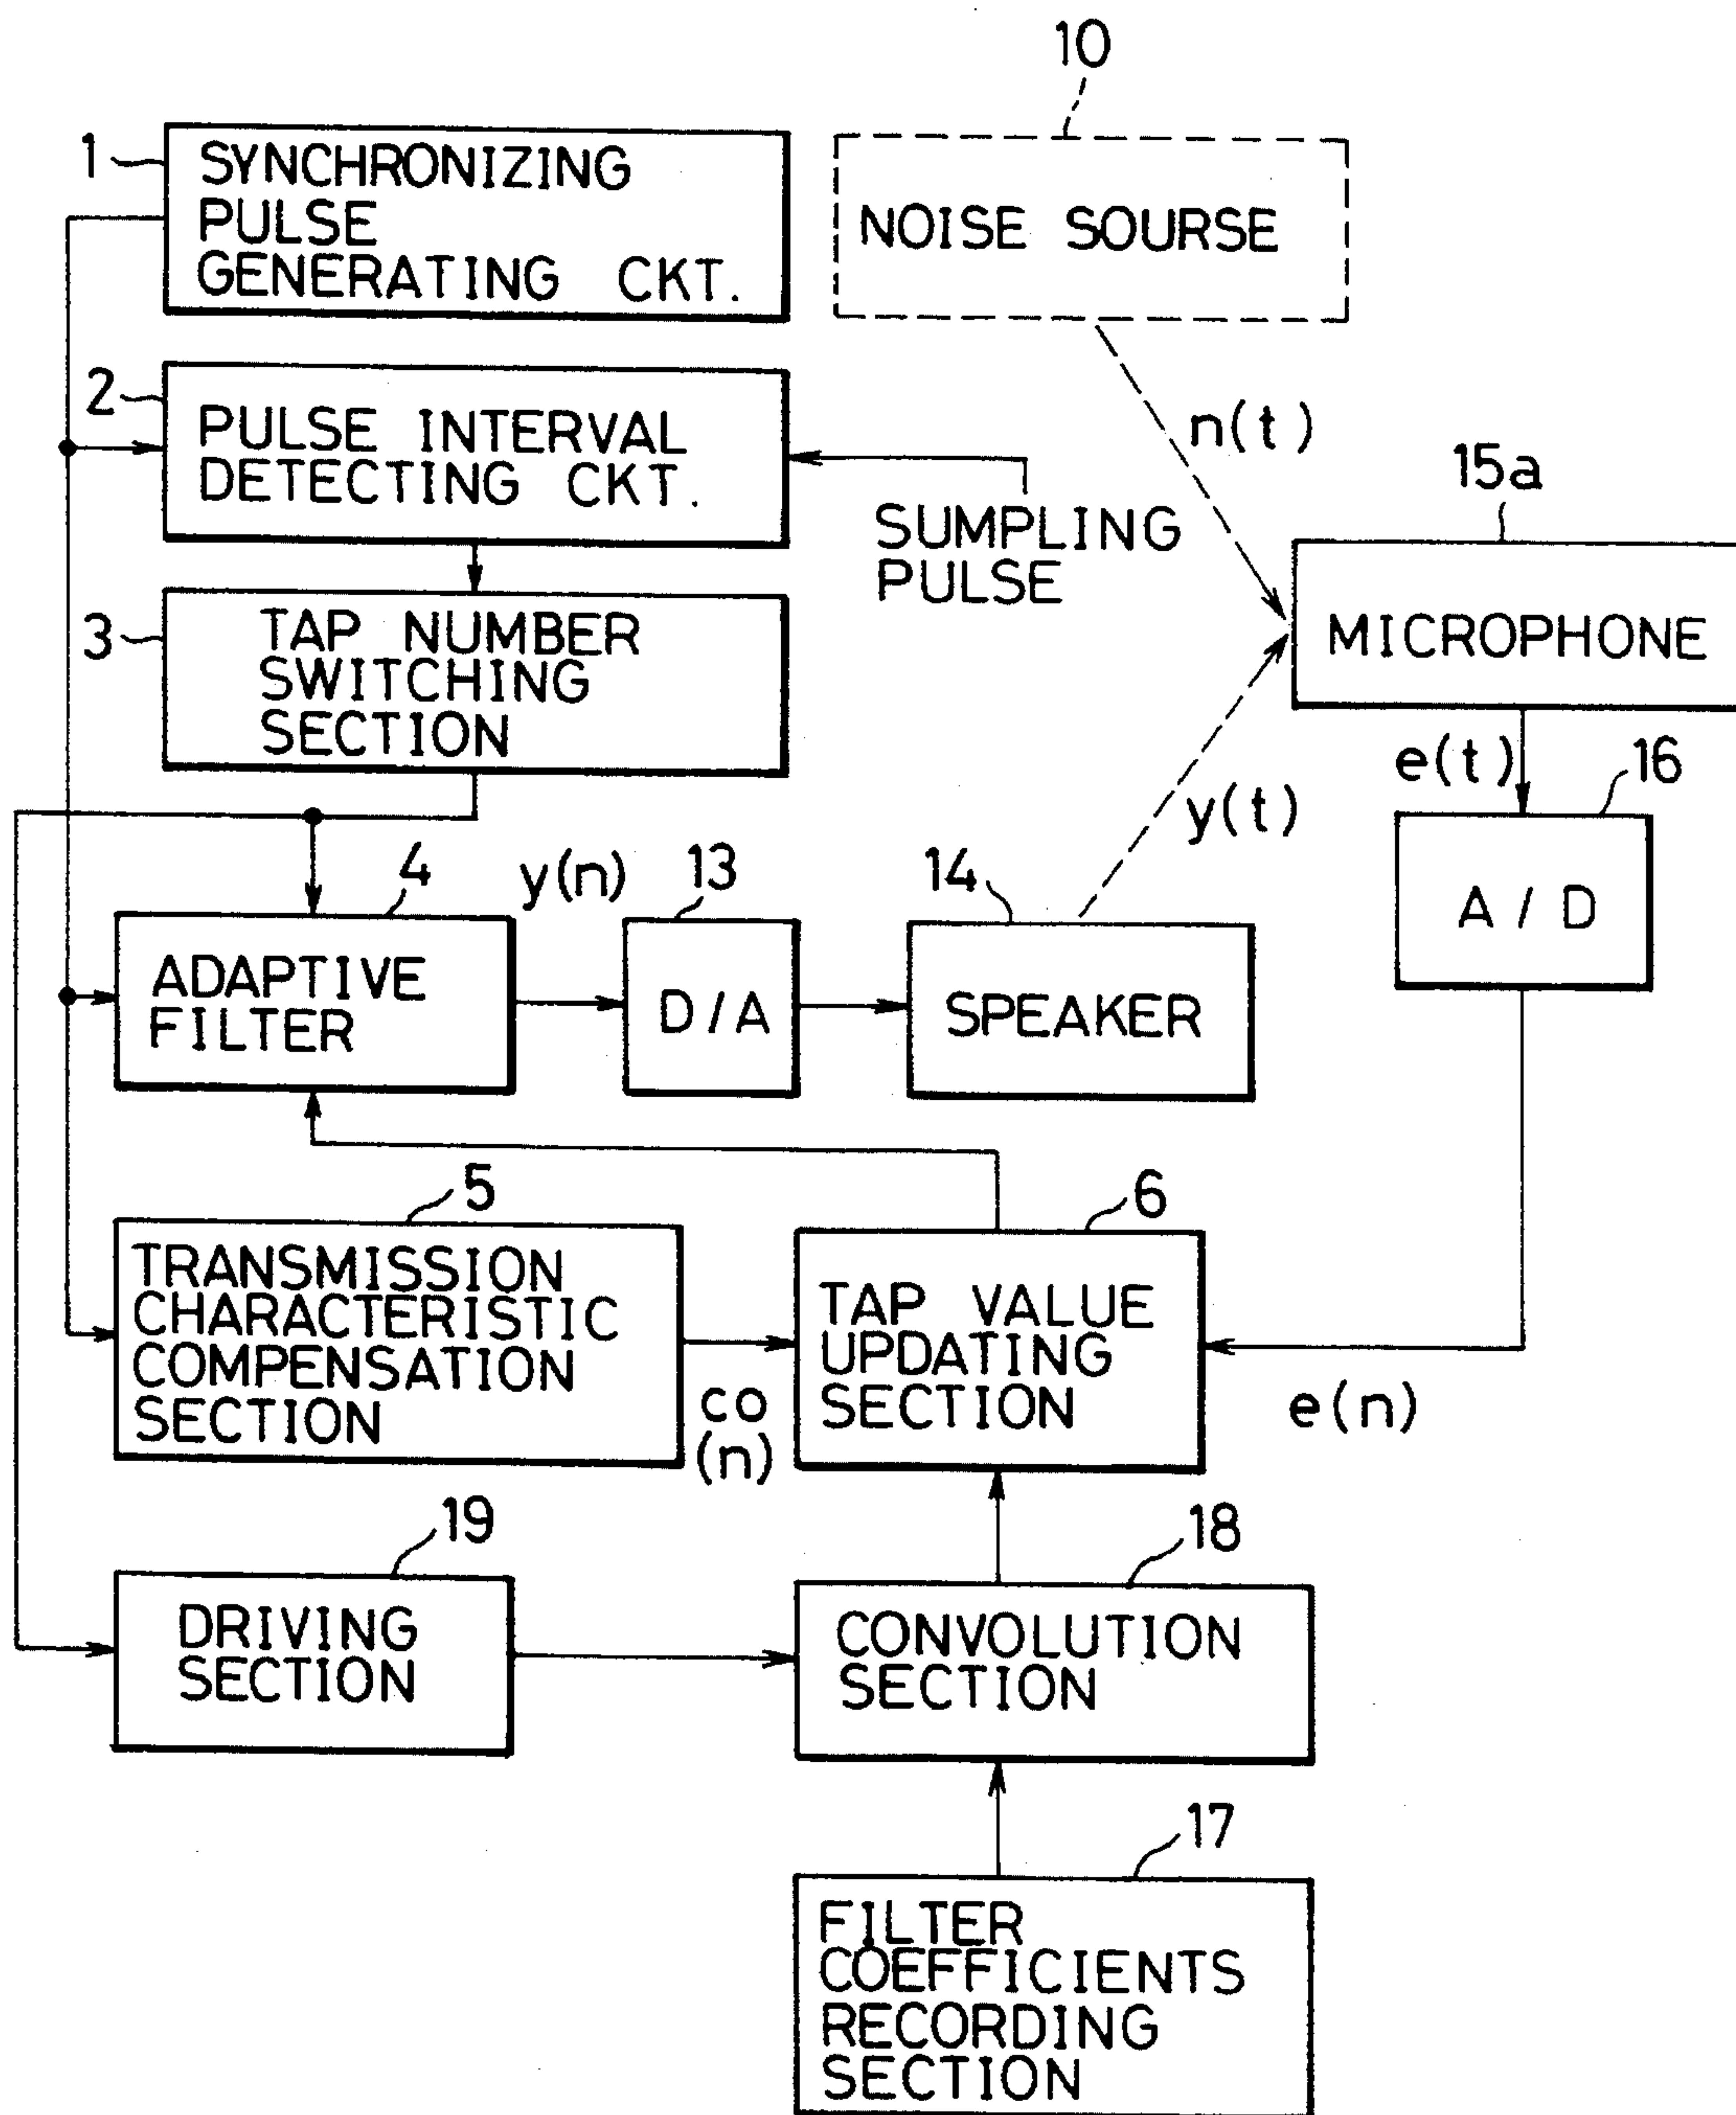 10
1
SYNCHRONIZING
PULSE
GENERATING CKT.
NOISE SOURSE
2
PULSE INTERVAL
DETECTING CKT.
n(t)
15a
SUMPLING
PULSE
3
TAP NUMBER
SWITCHING
SECTION
MICROPHONE
e(t)
16
y(t)
4
y(n)
13
14
A/D
ADAPTIVE
FILTER
D/A
SPEAKER
5
6
TRANSMISSION
CHARACTERISTIC
COMPENSATION
SECTION
co
(n)
TAP VALUE
UPDATING
SECTION
e(n)
19
18
DRIVING
SECTION
CONVOLUTION
SECTION
17
FILTER
COEFFICIENTS
RECORDING
SECTION